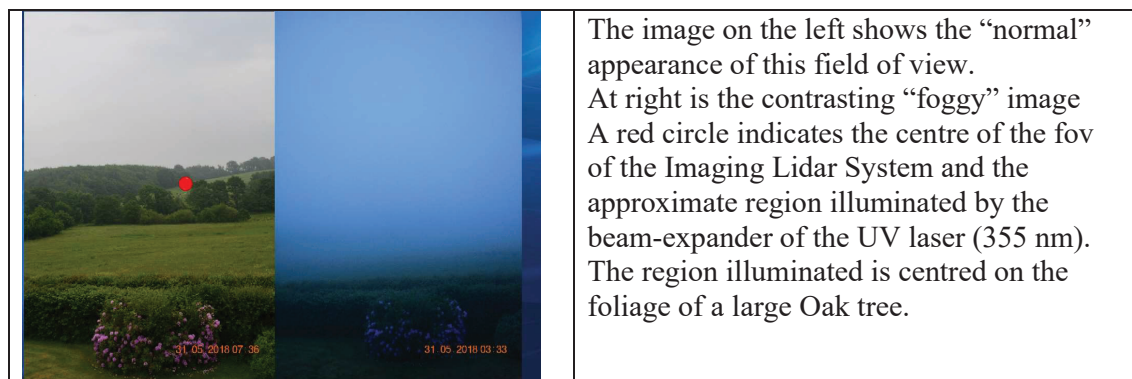 The image on the left shows the “normal”
appearance of this field of view.
At right is the contrasting “foggy” image
A red circle indicates the centre of the fov
of the Imaging Lidar System and the
approximate region illuminated by the
beam-expander of the UV laser (355 nm).
The region illuminated is centred on the
foliage of a large Oak tree.
31 05 2018 07 36
31 05 2018 03:33